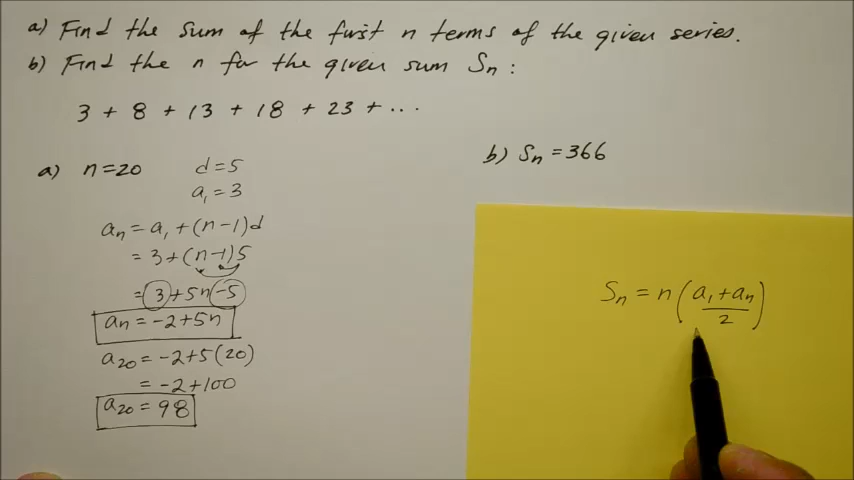 a) Find the sum of the first n terms of the given series.
b) Find the n for the given sum Sn :
3 + 8 + 13 + 18 + 23 + ...
a) n=20 d=5
a₁ = 3
aₙ = a₁ + (n-1)d
= 3+(n-1)5
= 3+5n-5
aₙ = -2+5n
a₂₀ = -2+5(20)
= -2+100
a₂₀ = 98
b) Sₙ = 366
Sₙ = n(a₁+aₙ/2)